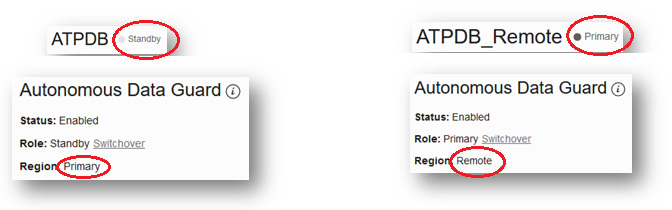 ATPDB Standby
Autonomous Data Guard i
Status: Enabled
Role: Standby Switchover
Region: Primary
ATPDB_Remote Primary
Autonomous Data Guard i
Status: Enabled
Role: Primary Switchover
Region: Remote